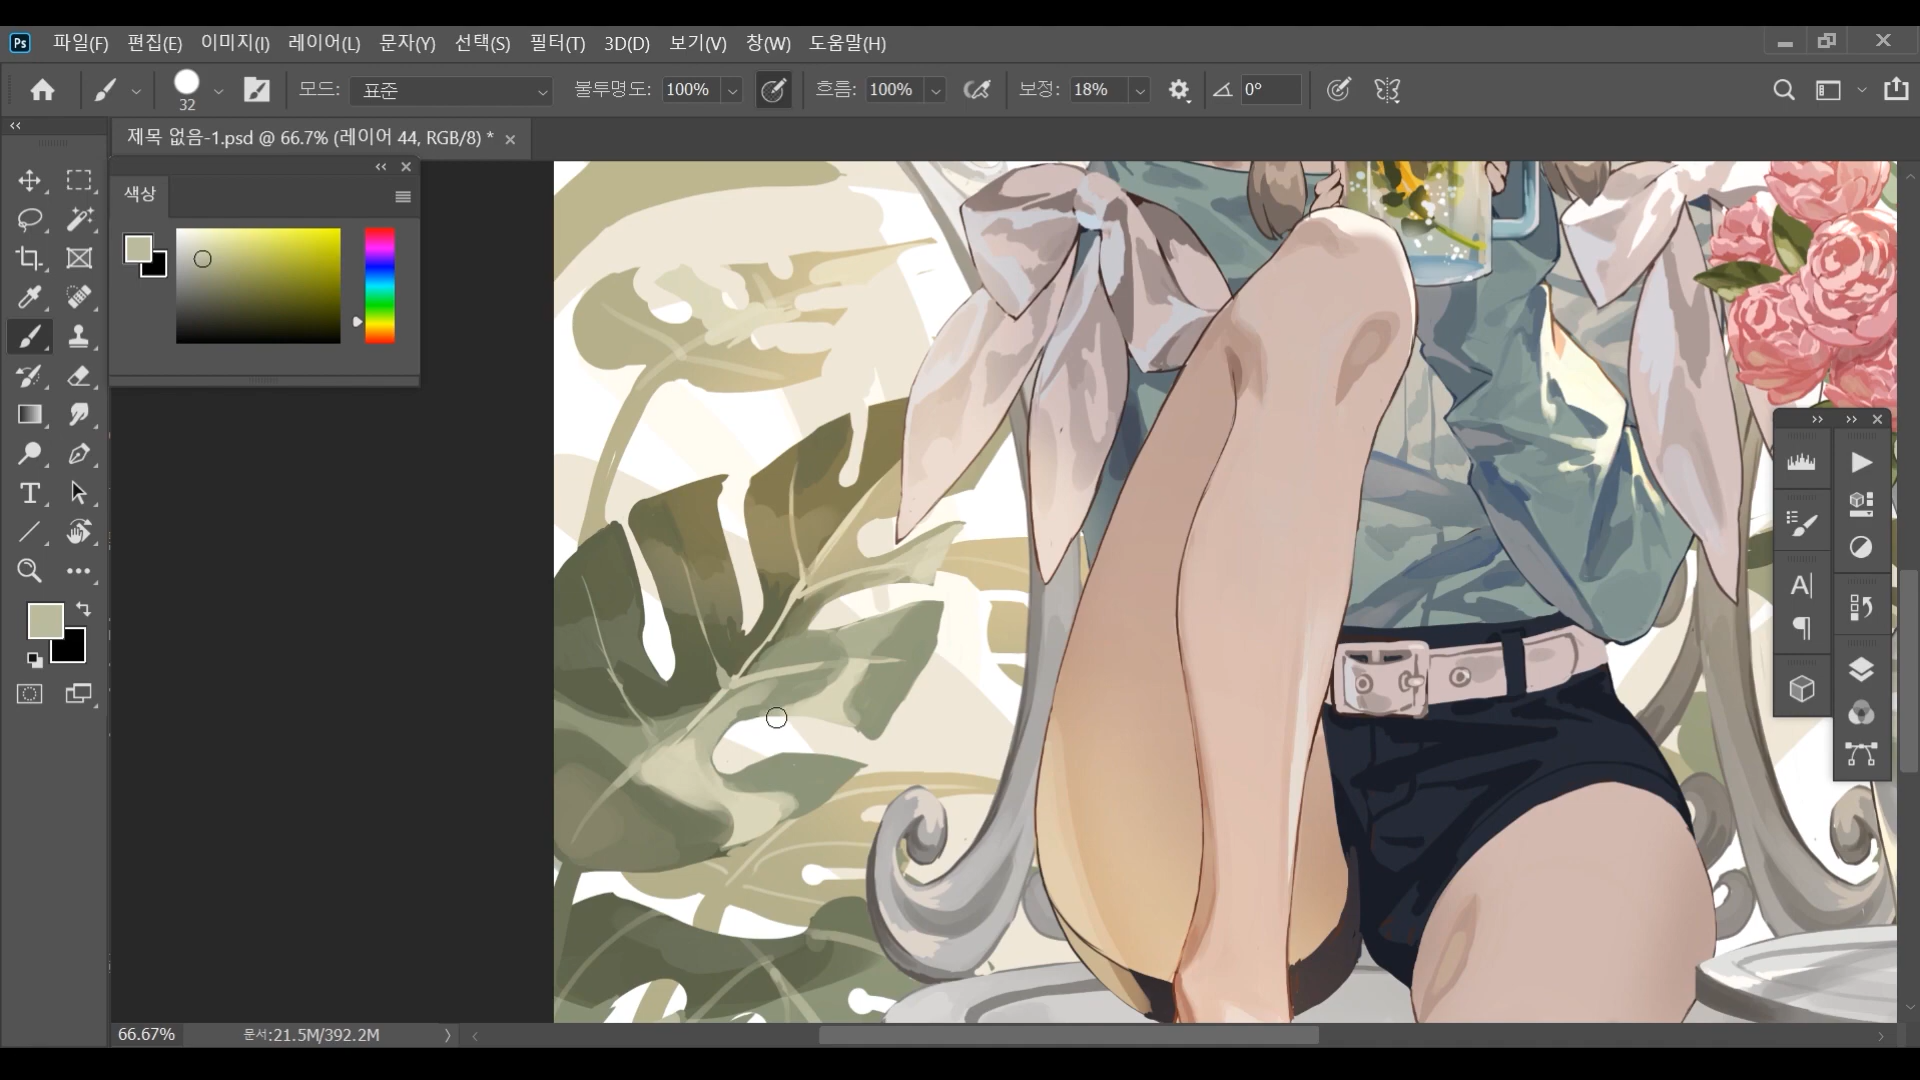 Ps 파일(F) 편집(E) 이미지(I) 레이어(L) 문자(Y) 선택(S) 필터(T) 3D(D) 보기(V) 창(W) 도움말(H)
32 모드: 표준 불투명도: 100% 흐름: 100% 보정: 18% 0°
제목 없음-1.psd @ 66.7% (레이어 44, RGB/8) *
색상
66.67% 문서:21.5M/392.2M